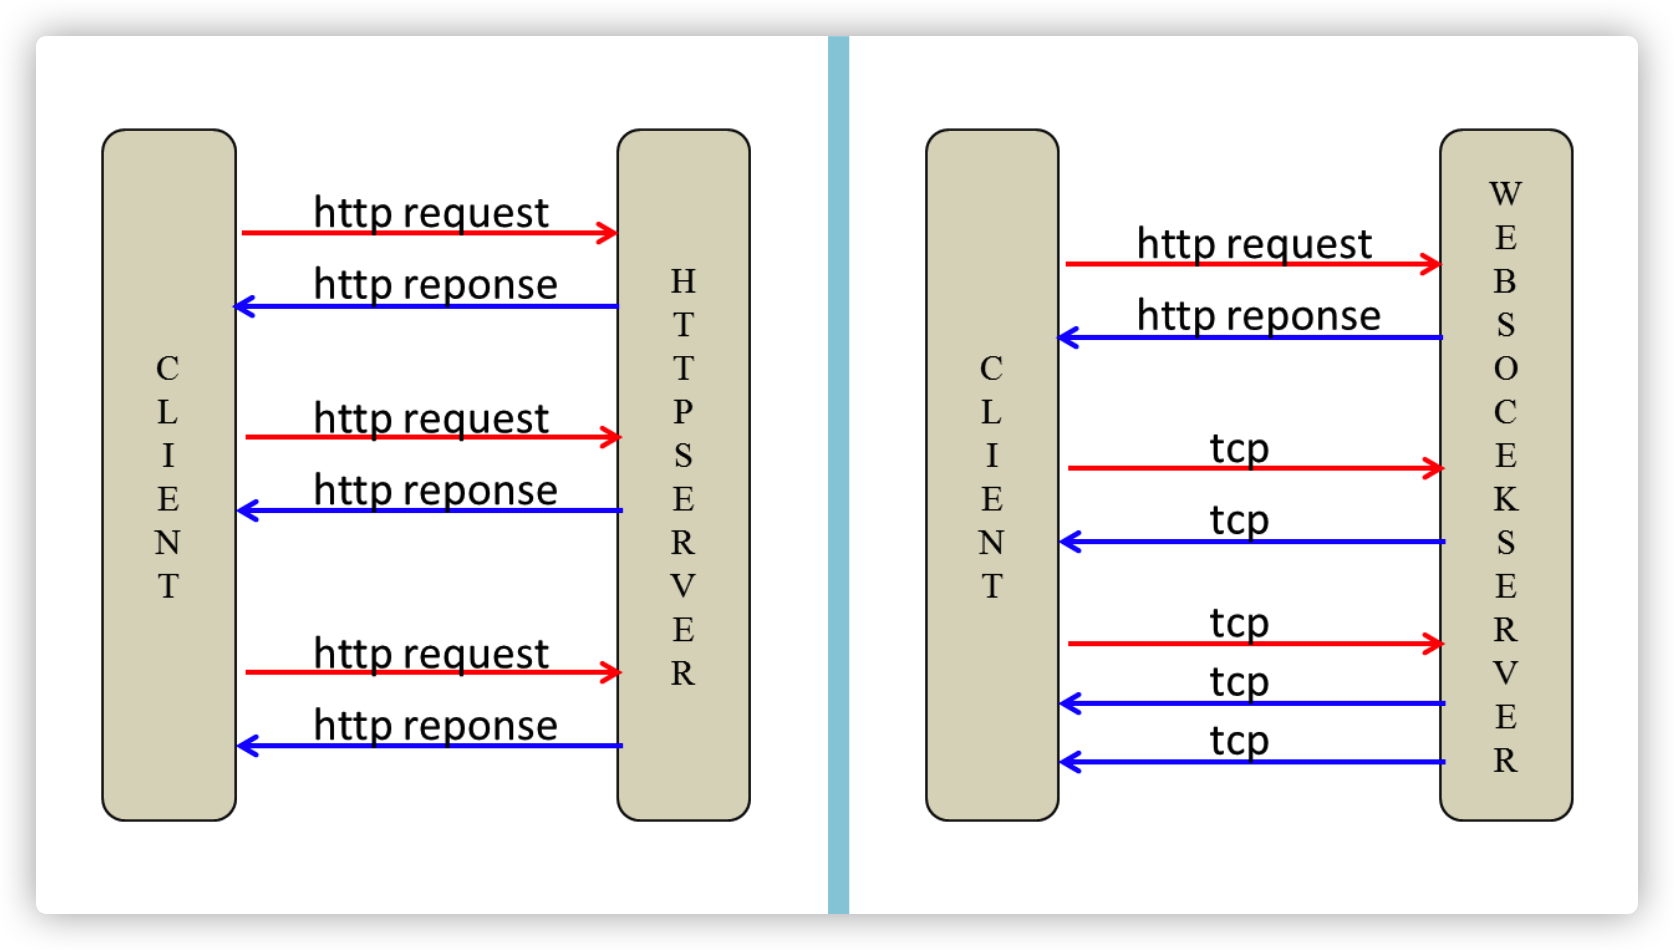 CLIENT
http request
http reponse
http request
http reponse
http request
http reponse
HTTPSERVER
CLIENT
http request
http reponse
tcp
tcp
tcp
tcp
tcp
WEBSOCEKSERVER